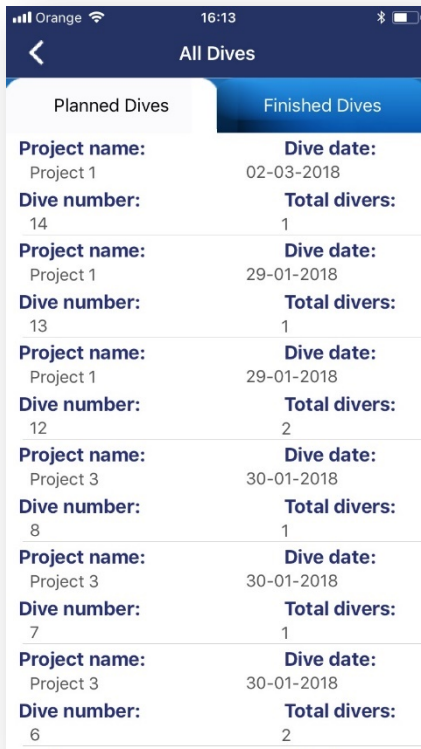 Orange 16:13
All Dives
Planned Dives Finished Dives
Project name: Dive date:
Project 1 02-03-2018
Dive number: Total divers:
14 1
Project name: Dive date:
Project 1 29-01-2018
Dive number: Total divers:
13 1
Project name: Dive date:
Project 1 29-01-2018
Dive number: Total divers:
12 2
Project name: Dive date:
Project 3 30-01-2018
Dive number: Total divers:
8 1
Project name: Dive date:
Project 3 30-01-2018
Dive number: Total divers:
7 1
Project name: Dive date:
Project 3 30-01-2018
Dive number: Total divers:
6 2